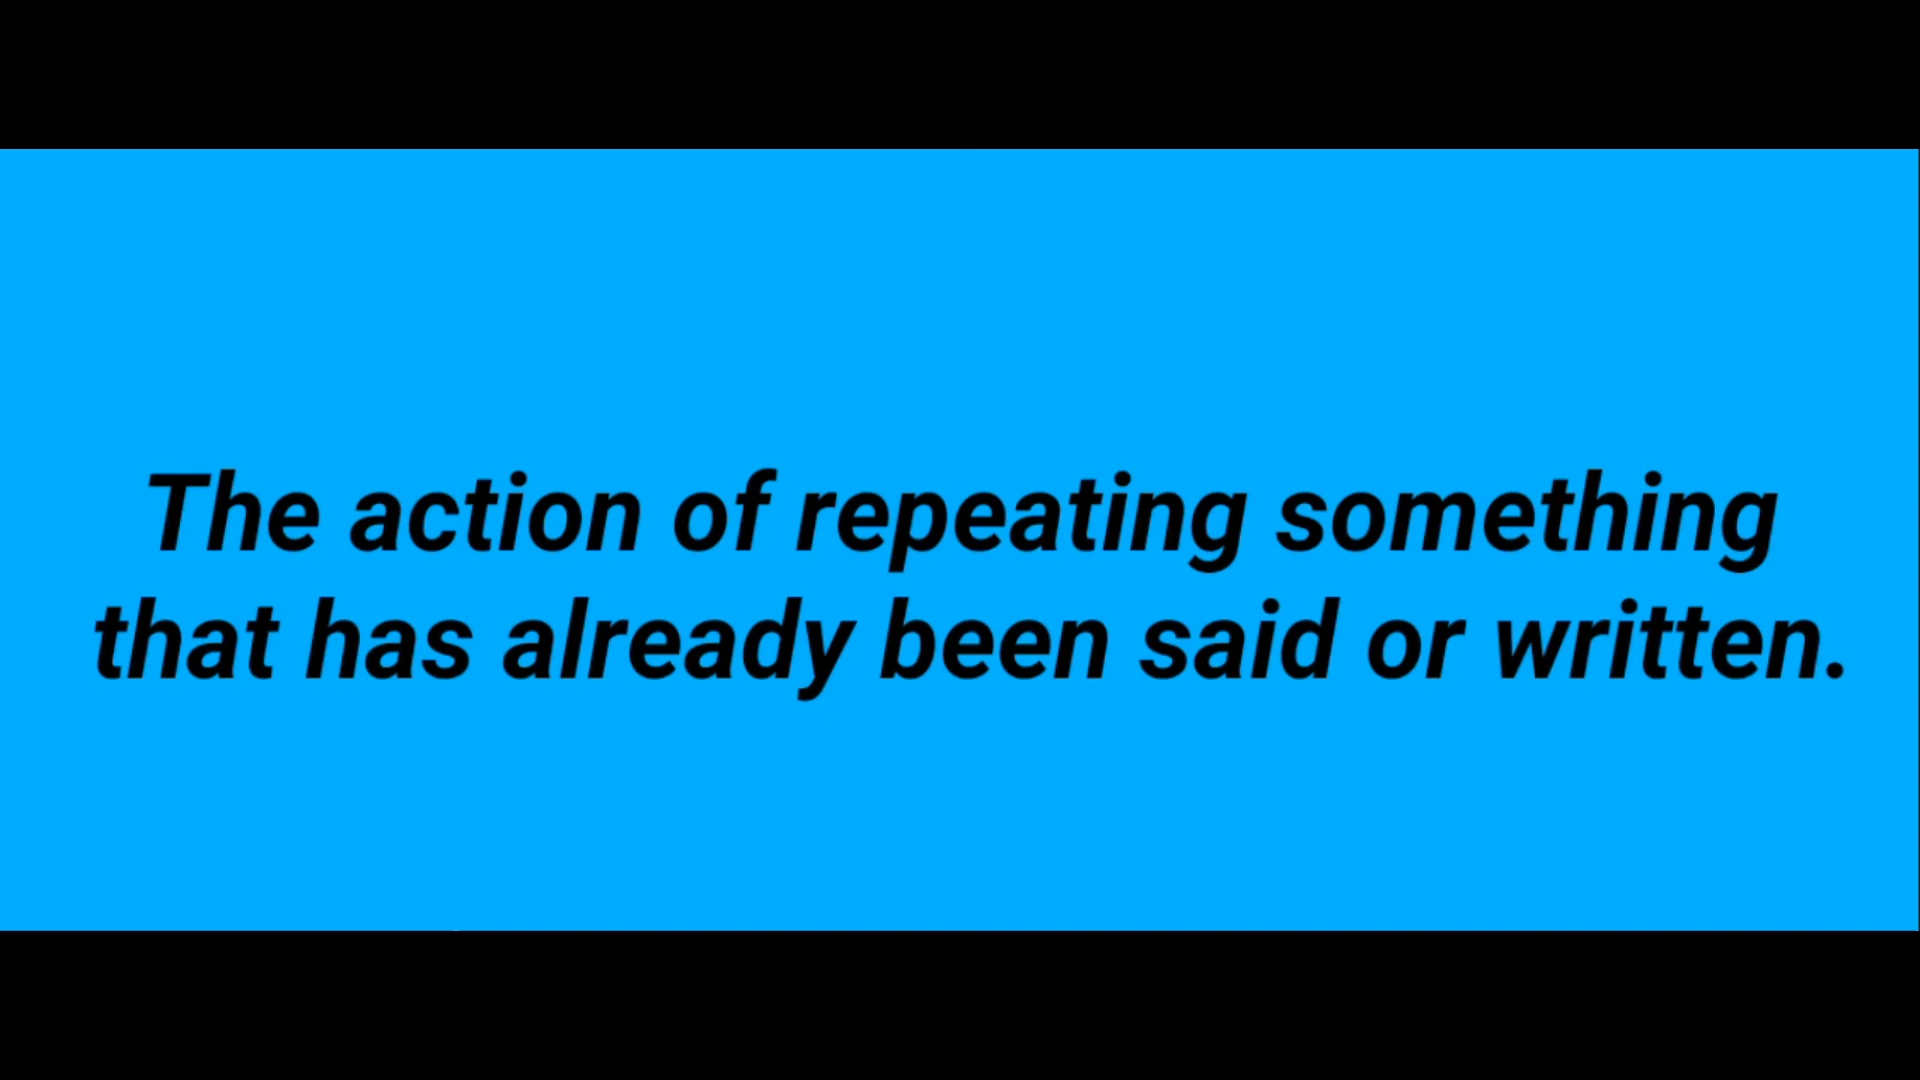 The action of repeating something
that has already been said or written.